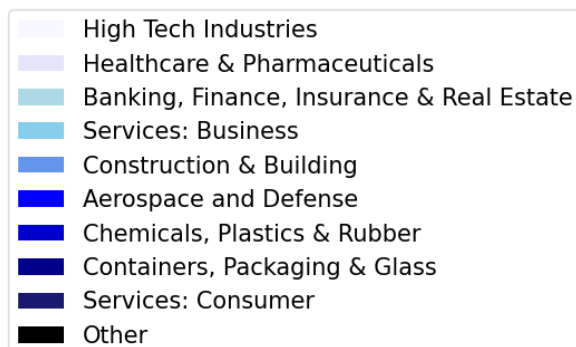 High Tech Industries
Healthcare & Pharmaceuticals
Banking, Finance, Insurance & Real Estate
Services: Business
Construction & Building
Aerospace and Defense
Chemicals, Plastics & Rubber
Containers, Packaging & Glass
Services: Consumer
Other